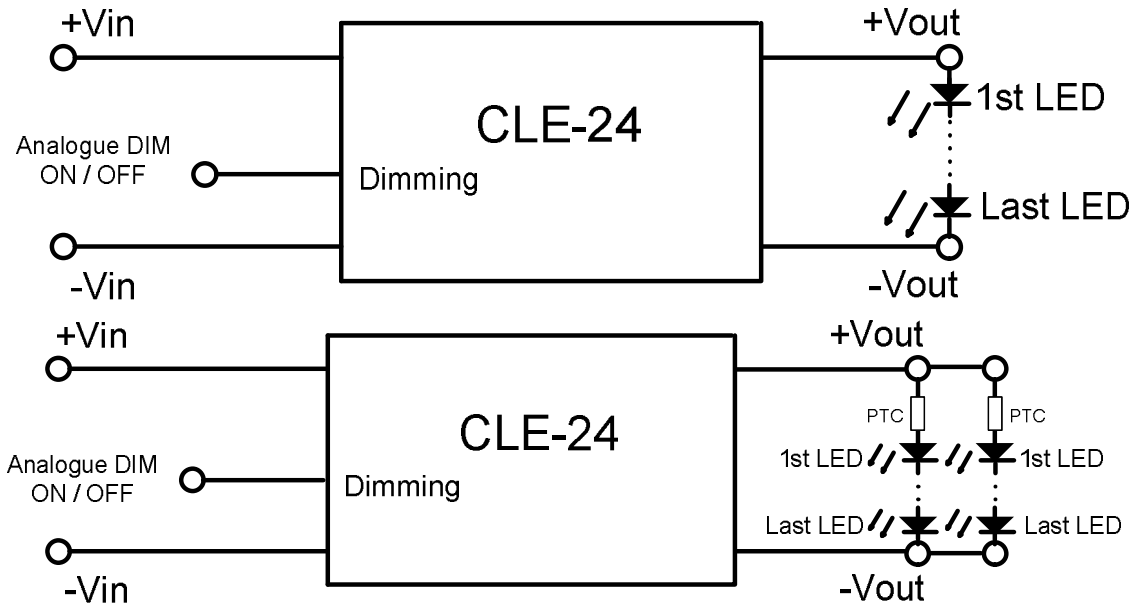 +Vin
+Vout
CLE-24
1st LED
Analogue DIM
ON / OFF
Dimming
Last LED
-Vin
-Vout
+Vin
+Vout
PTC
PTC
CLE-24
1st LED
1st LED
Analogue DIM
ON / OFF
Dimming
Last LED
Last LED
-Vin
-Vout